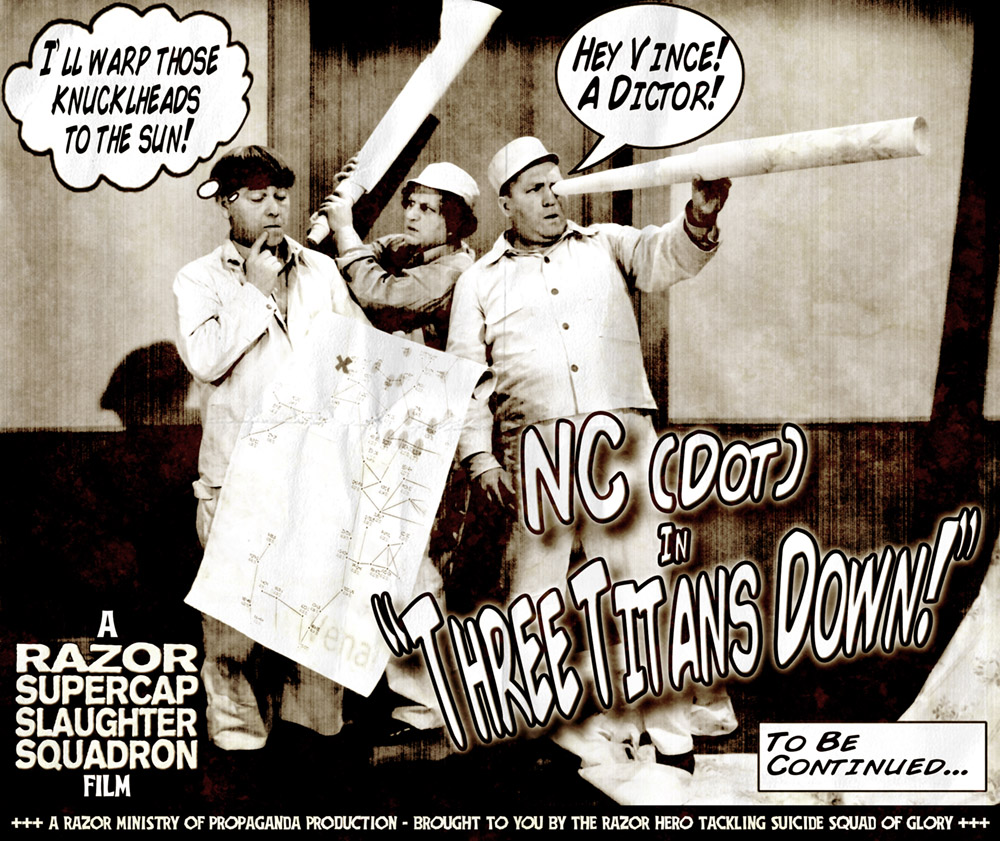 I'LL WARP THOSE
KNUCKLHEADS
TO THE SUN!
HEY VINCE!
A DICTOR!
NC (DOT)
IN
"THREE TITANS DOWN!"
A
RAZOR
SUPERCAP
SLAUGHTER
SQUADRON
FILM
TO BE
CONTINUED...
+++ A RAZOR MINISTRY OF PROPAGANDA PRODUCTION - BROUGHT TO YOU BY THE RAZOR HERO TACKLING SUICIDE SQUAD OF GLORY +++